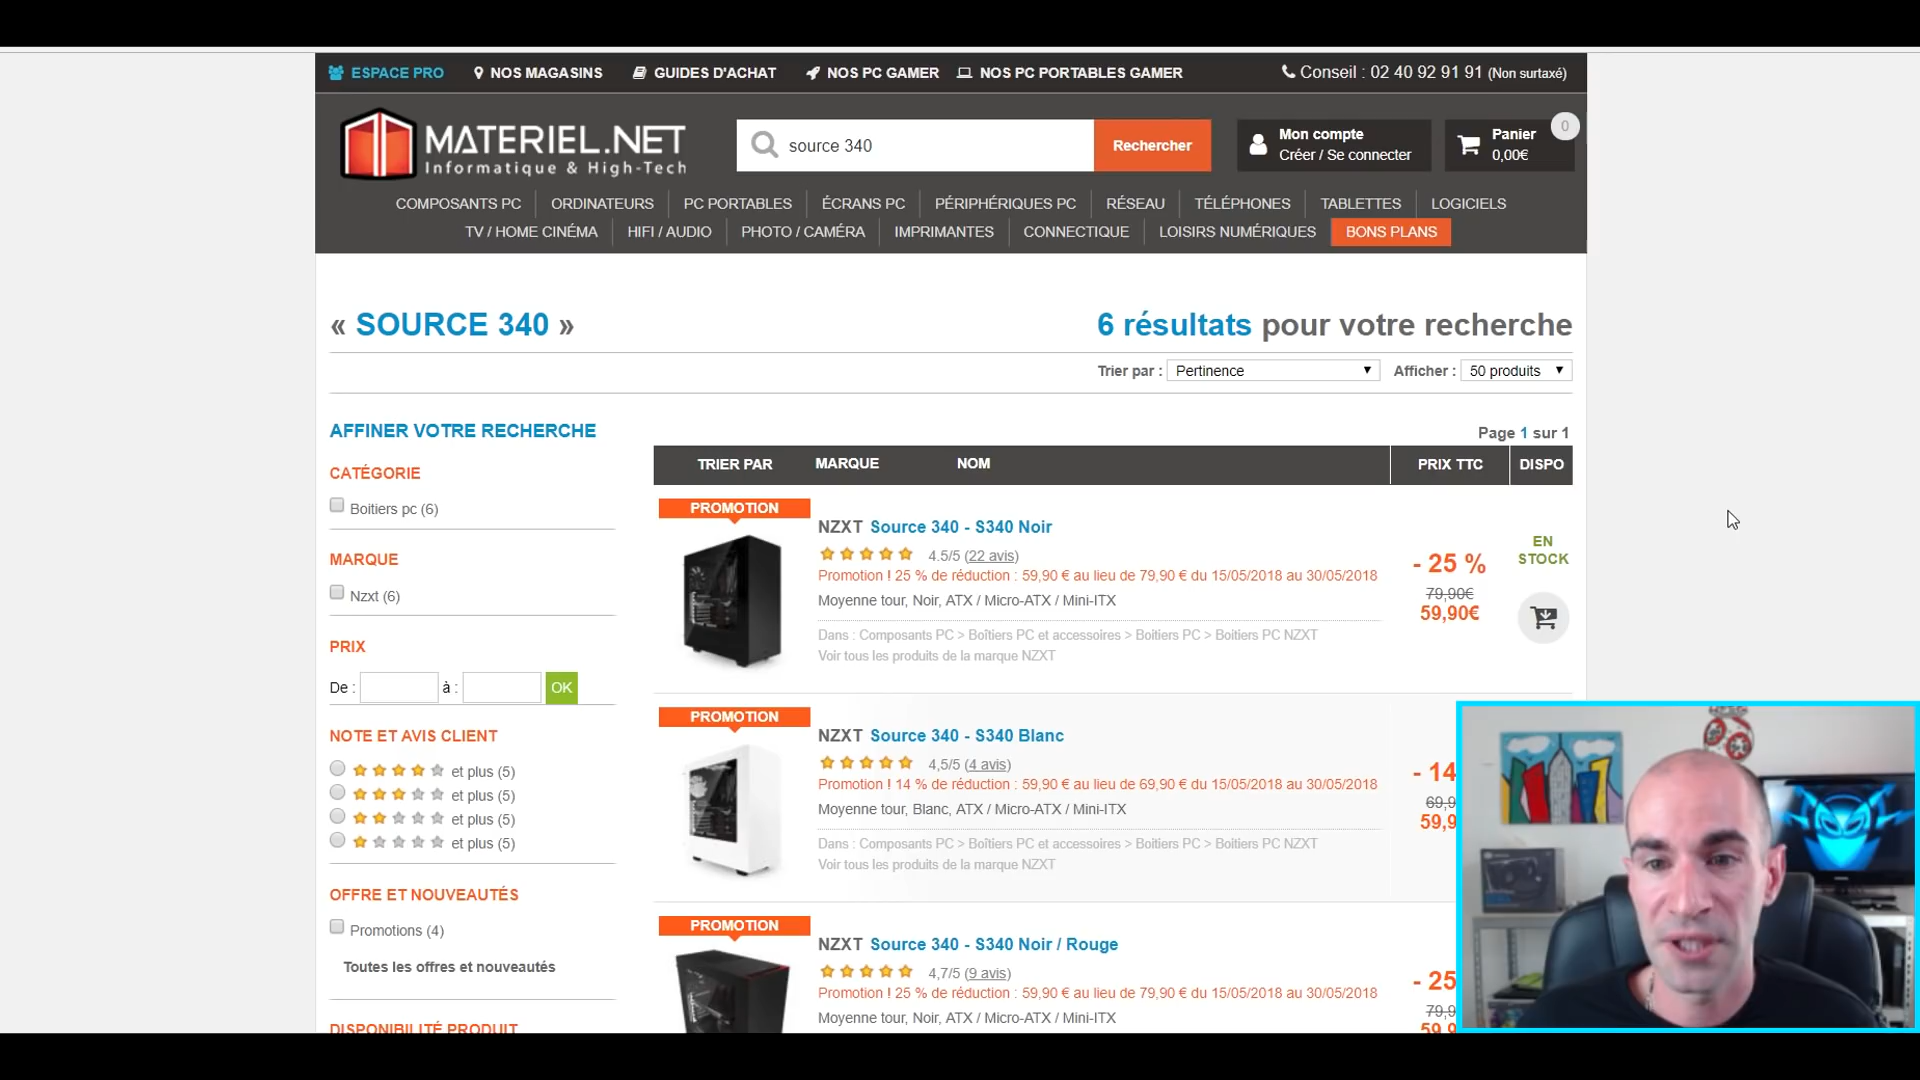 ESPACE PRO NOS MAGASINS GUIDES D'ACHAT NOS PC GAMER NOS PC PORTABLES GAMER Conseil : 02 40 92 91 91 (Non surtaxé)
MATERIEL.NET
Informatique & High-Tech
source 340
Rechercher
Mon compte
Créer / Se connecter
Panier
0,00€
0
COMPOSANTS PC ORDINATEURS PC PORTABLES ÉCRANS PC PÉRIPHÉRIQUES PC RÉSEAU TÉLÉPHONES TABLETTES LOGICIELS
TV / HOME CINÉMA HIFI / AUDIO PHOTO / CAMÉRA IMPRIMANTES CONNECTIQUE LOISIRS NUMÉRIQUES BONS PLANS
« SOURCE 340 »
6 résultats pour votre recherche
Trier par : Pertinence Afficher : 50 produits
AFFINER VOTRE RECHERCHE
CATÉGORIE
Boitiers pc (6)
MARQUE
Nzxt (6)
PRIX
De : à : OK
NOTE ET AVIS CLIENT
et plus (5)
et plus (5)
et plus (5)
et plus (5)
OFFRE ET NOUVEAUTÉS
Promotions (4)
Toutes les offres et nouveautés
DISPONIBILITÉ PRODUIT
Page 1 sur 1
TRIER PAR MARQUE NOM PRIX TTC DISPO
PROMOTION
NZXT Source 340 - S340 Noir
4.5/5 (22 avis)
Promotion ! 25 % de réduction : 59,90 € au lieu de 79,90 € du 15/05/2018 au 30/05/2018
Moyenne tour, Noir, ATX / Micro-ATX / Mini-ITX
Dans : Composants PC > Boîtiers PC et accessoires > Boitiers PC > Boitiers PC NZXT
Voir tous les produits de la marque NZXT
- 25 %
79,90€
59,90€
EN
STOCK
PROMOTION
NZXT Source 340 - S340 Blanc
4,5/5 (4 avis)
Promotion ! 14 % de réduction : 59,90 € au lieu de 69,90 € du 15/05/2018 au 30/05/2018
Moyenne tour, Blanc, ATX / Micro-ATX / Mini-ITX
Dans : Composants PC > Boîtiers PC et accessoires > Boitiers PC > Boitiers PC NZXT
Voir tous les produits de la marque NZXT
- 14
69,9
59,9
PROMOTION
NZXT Source 340 - S340 Noir / Rouge
4,7/5 (9 avis)
Promotion ! 25 % de réduction : 59,90 € au lieu de 79,90 € du 15/05/2018 au 30/05/2018
Moyenne tour, Noir, ATX / Micro-ATX / Mini-ITX
- 25
79,9
59,9